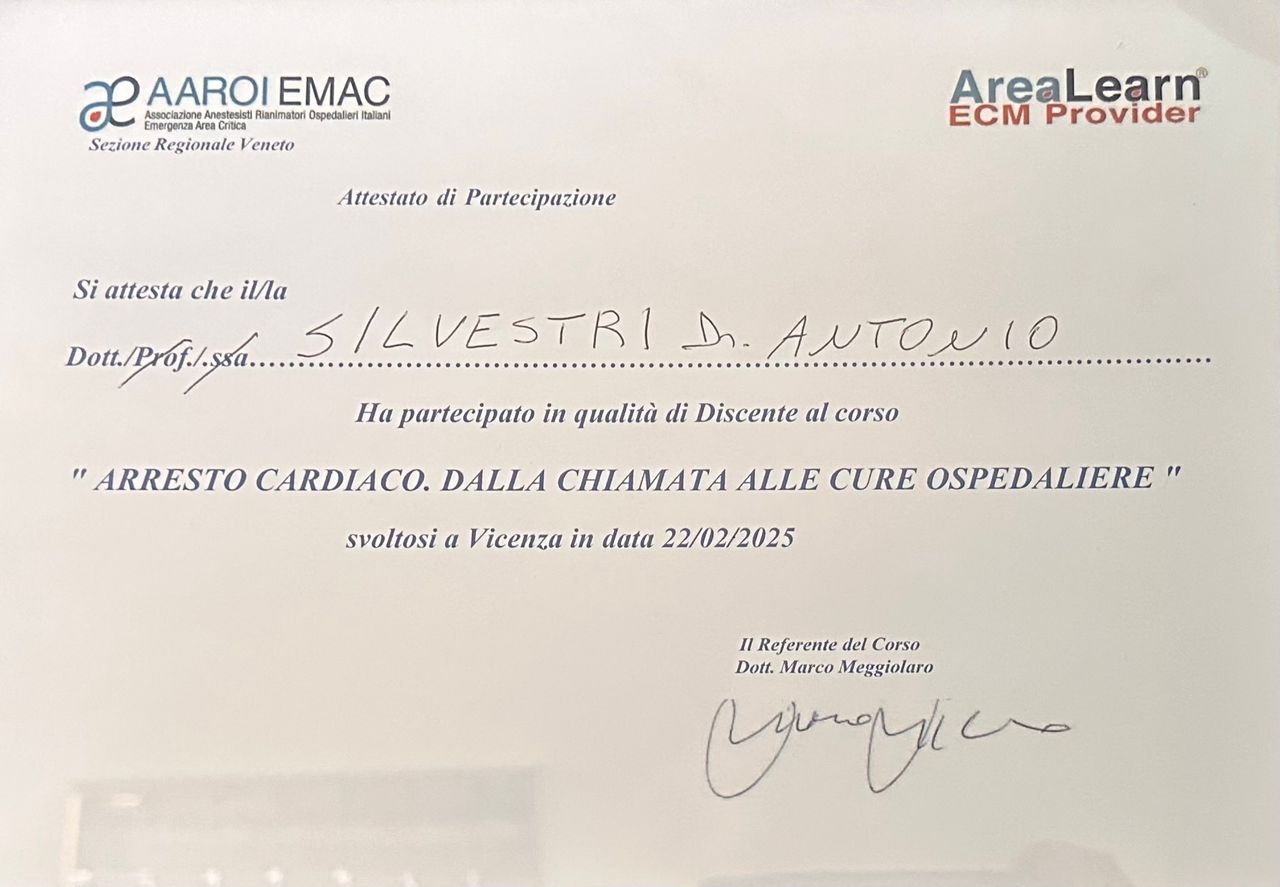 æ AAROI EMAC
Associazione Anestesisti Rianimatori Ospedalieri Italiani
Emergenza Area Critica
Sezione Regionale Veneto
AreaLearn®
ECM Provider
Attestato di Partecipazione
Si attesta che il/la
Dott./Prof./.ssa.....SILVESTRI Dr. ANTONIO.....
Ha partecipato in qualità di Discente al corso
" ARRESTO CARDIACO. DALLA CHIAMATA ALLE CURE OSPEDALIERE "
svoltosi a Vicenza in data 22/02/2025
Il Referente del Corso
Dott. Marco Meggiolaro